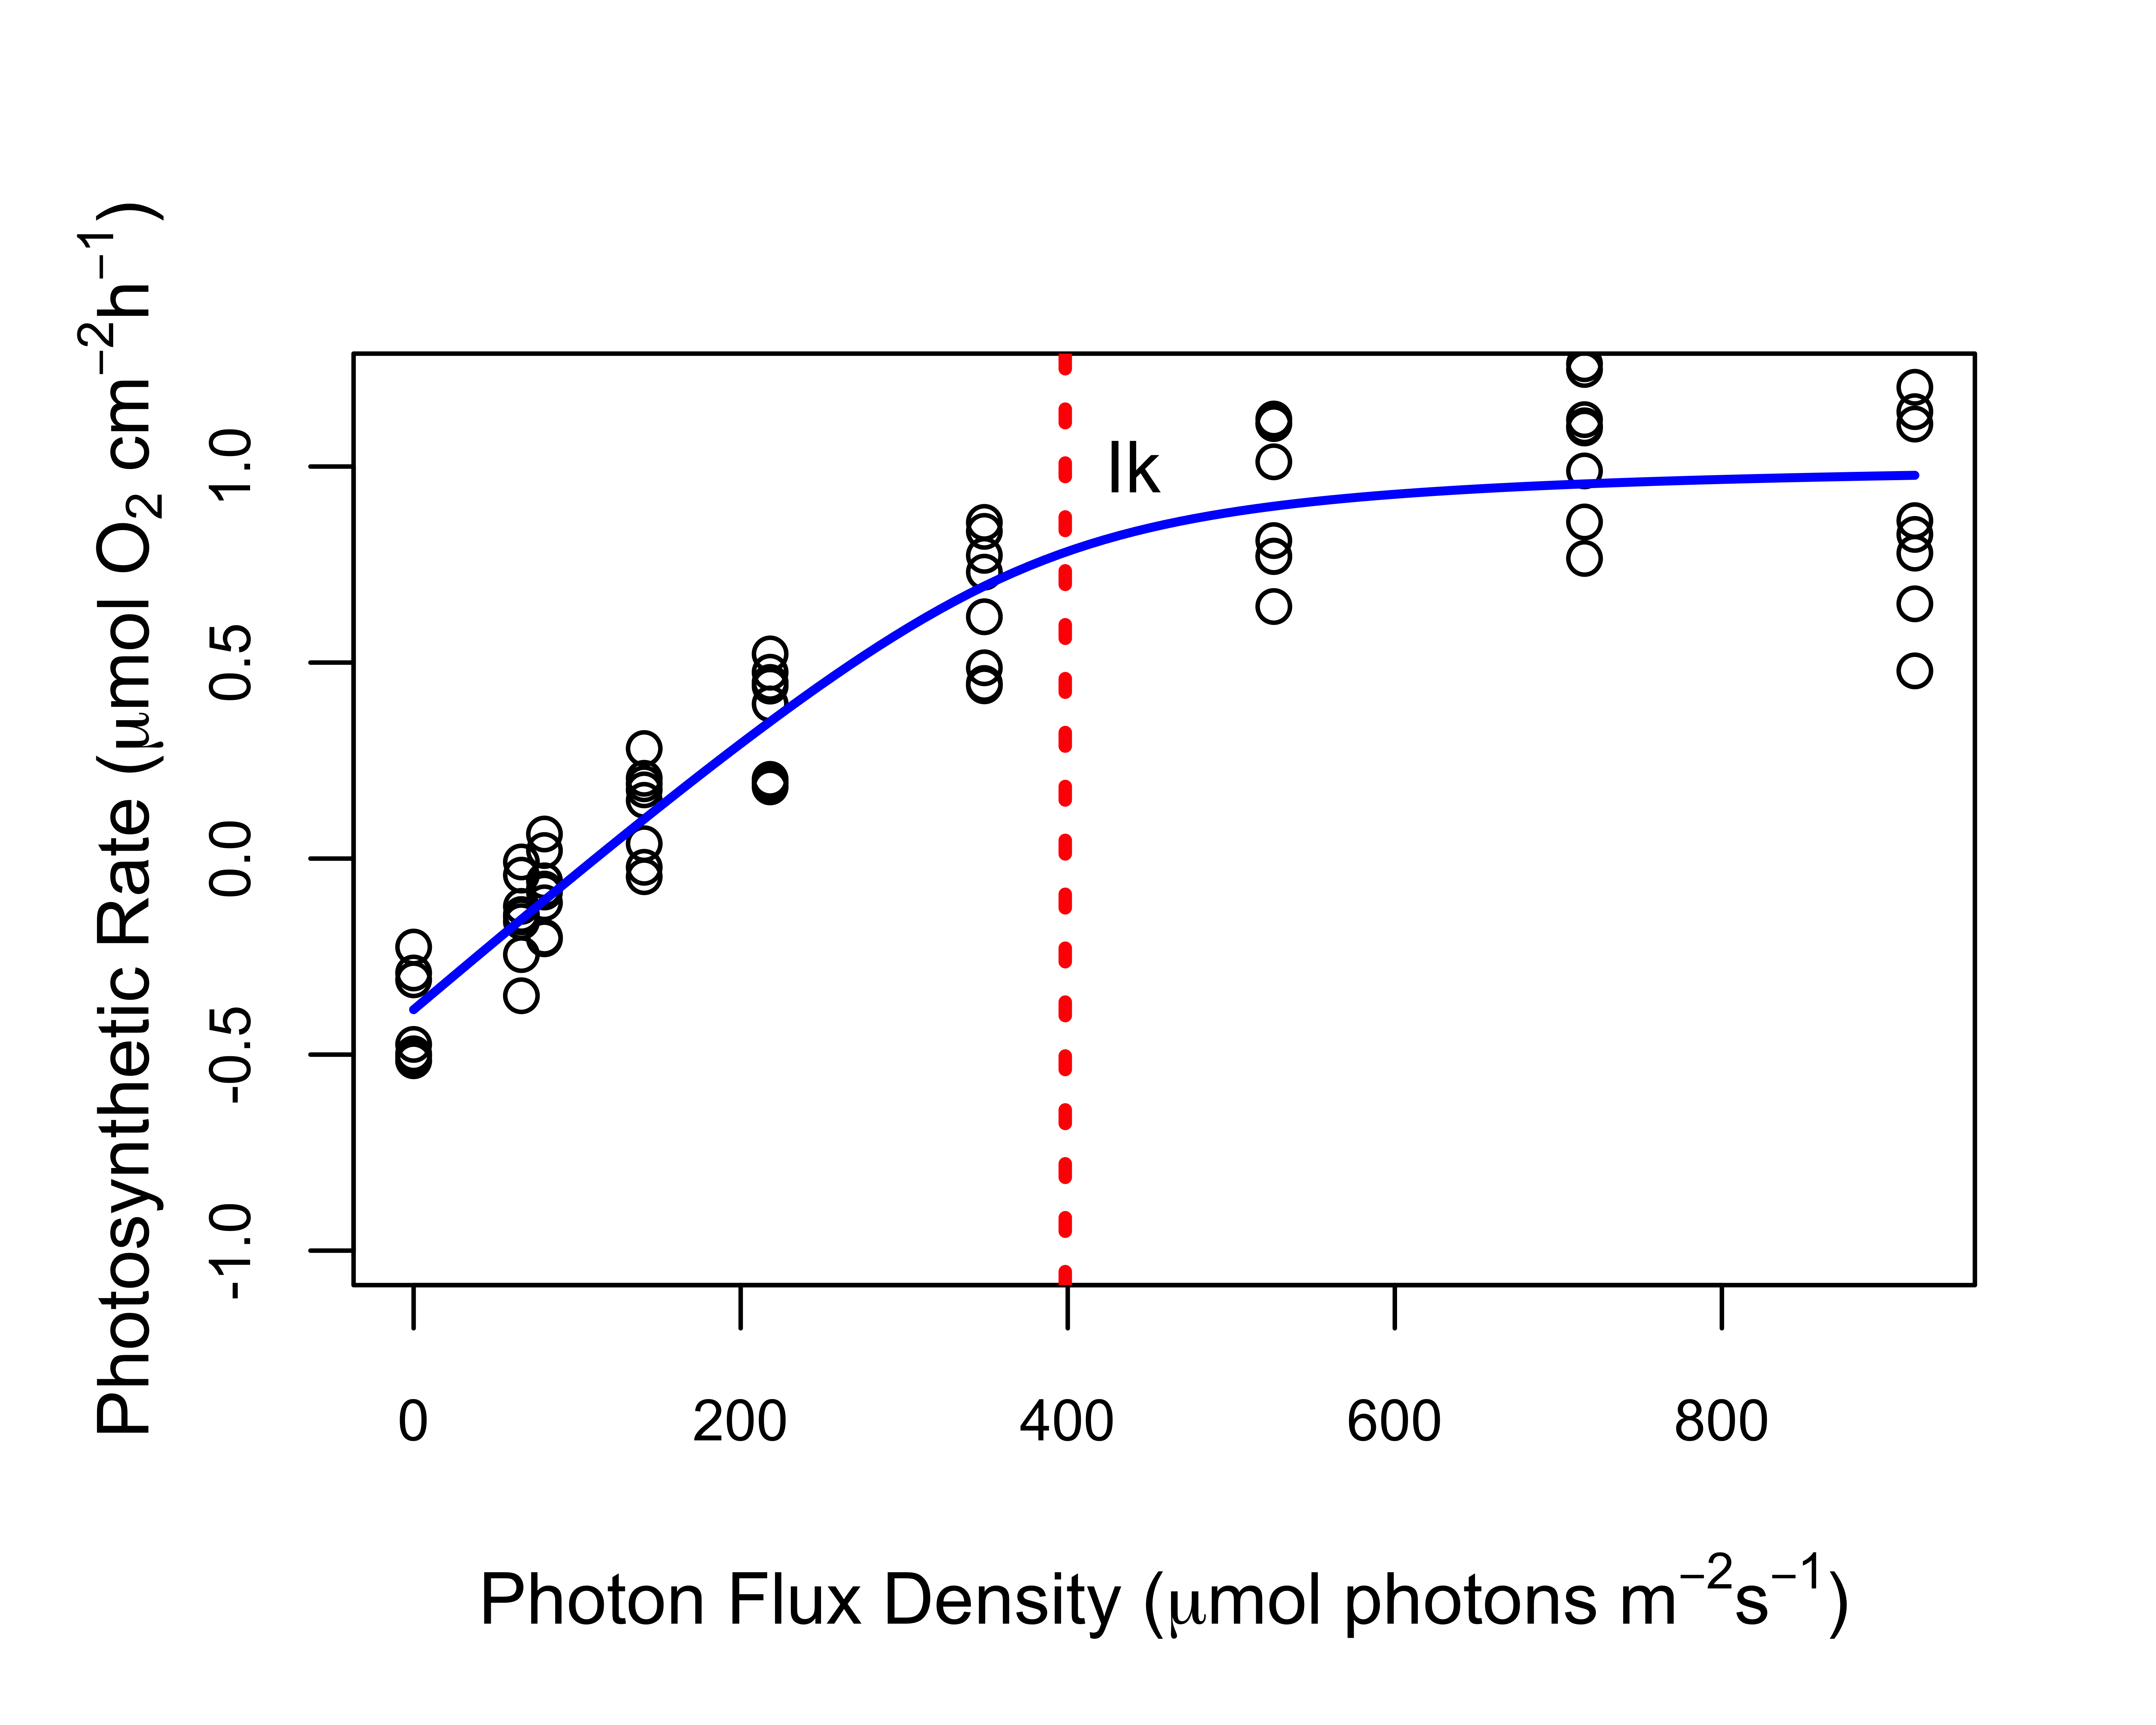 Photosynthetic Rate (μmol O₂ cm⁻²h⁻¹)
1.0
0.5
0.0
-0.5
-1.0
Ik
0 200 400 600 800
Photon Flux Density (μmol photons m⁻²s⁻¹)